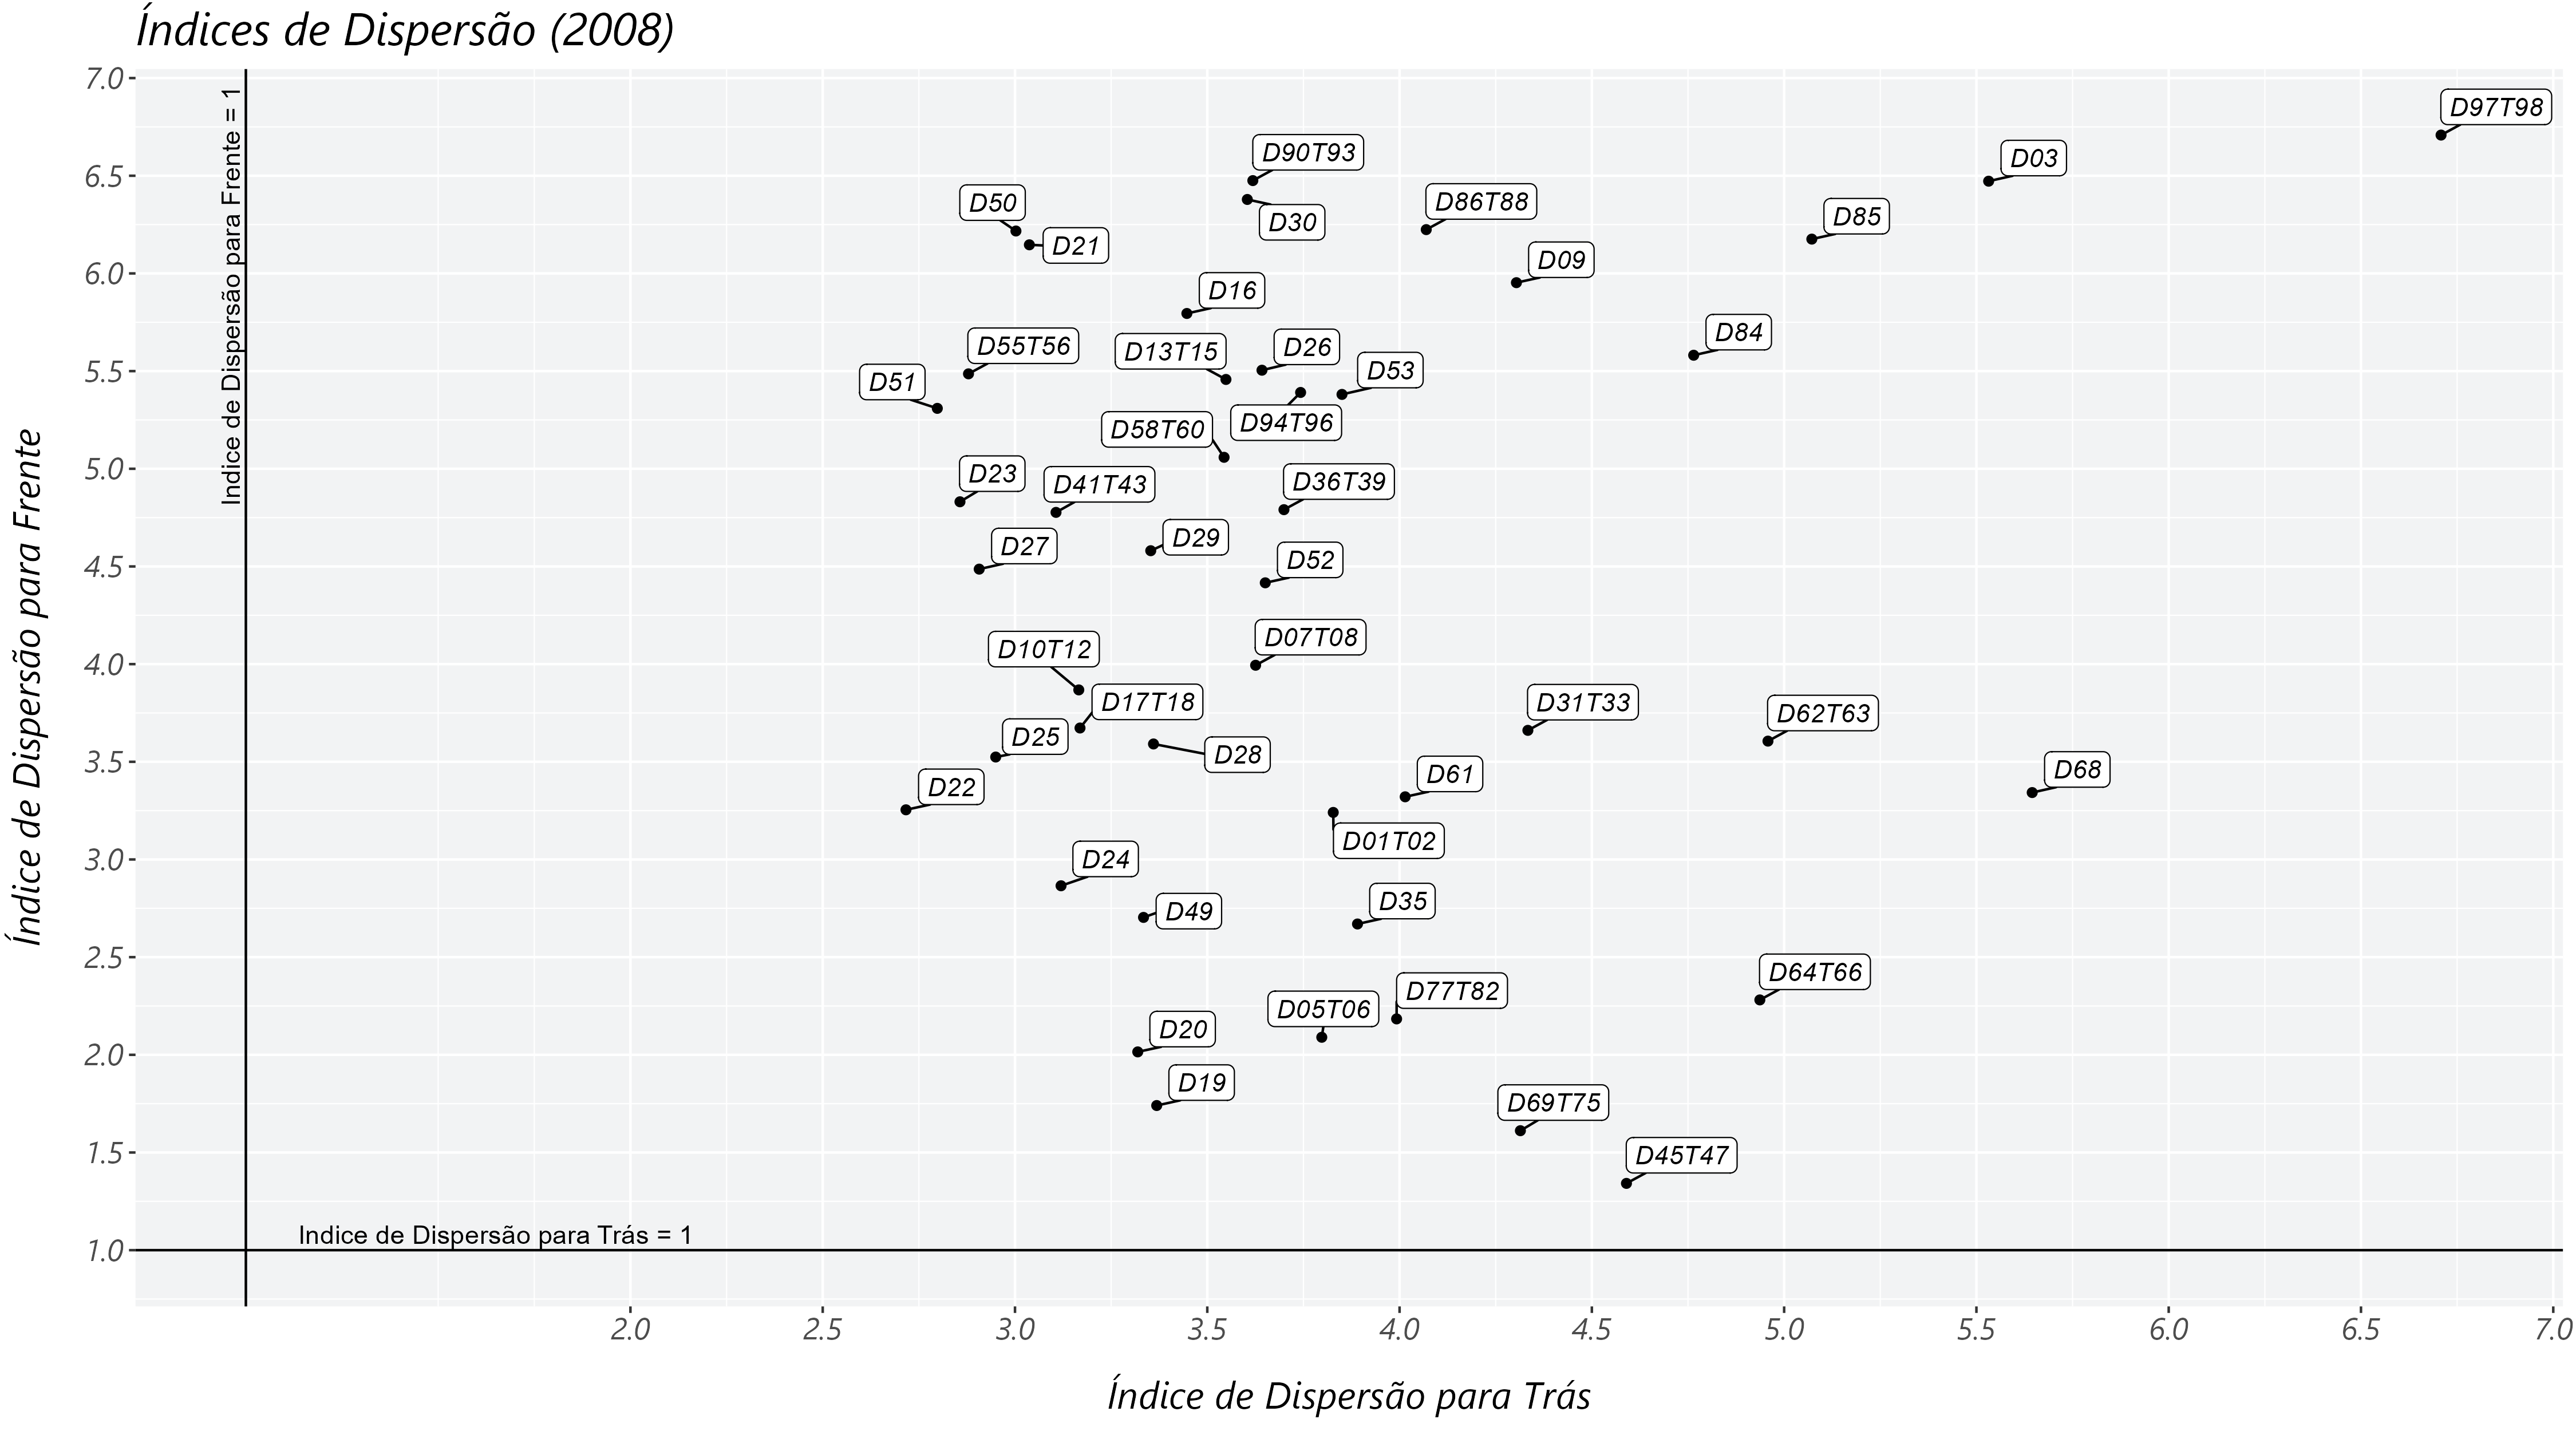 Índices de Dispersão (2008)
Índice de Dispersão para Frente
7.0
6.5
6.0
5.5
5.0
4.5
4.0
3.5
3.0
2.5
2.0
1.5
1.0
Indice de Dispersão para Frente = 1
D97T98
D90T93
D03
D50
D30
D86T88
D85
D21
D09
D16
D84
D55T56
D13T15
D26
D53
D51
D94T96
D58T60
D23
D41T43
D36T39
D29
D27
D52
D07T08
D10T12
D17T18
D31T33
D62T63
D25
D28
D68
D61
D22
D01T02
D24
D35
D49
D64T66
D77T82
D05T06
D20
D19
D69T75
D45T47
Indice de Dispersão para Trás = 1
2.0 2.5 3.0 3.5 4.0 4.5 5.0 5.5 6.0 6.5 7.0
Índice de Dispersão para Trás